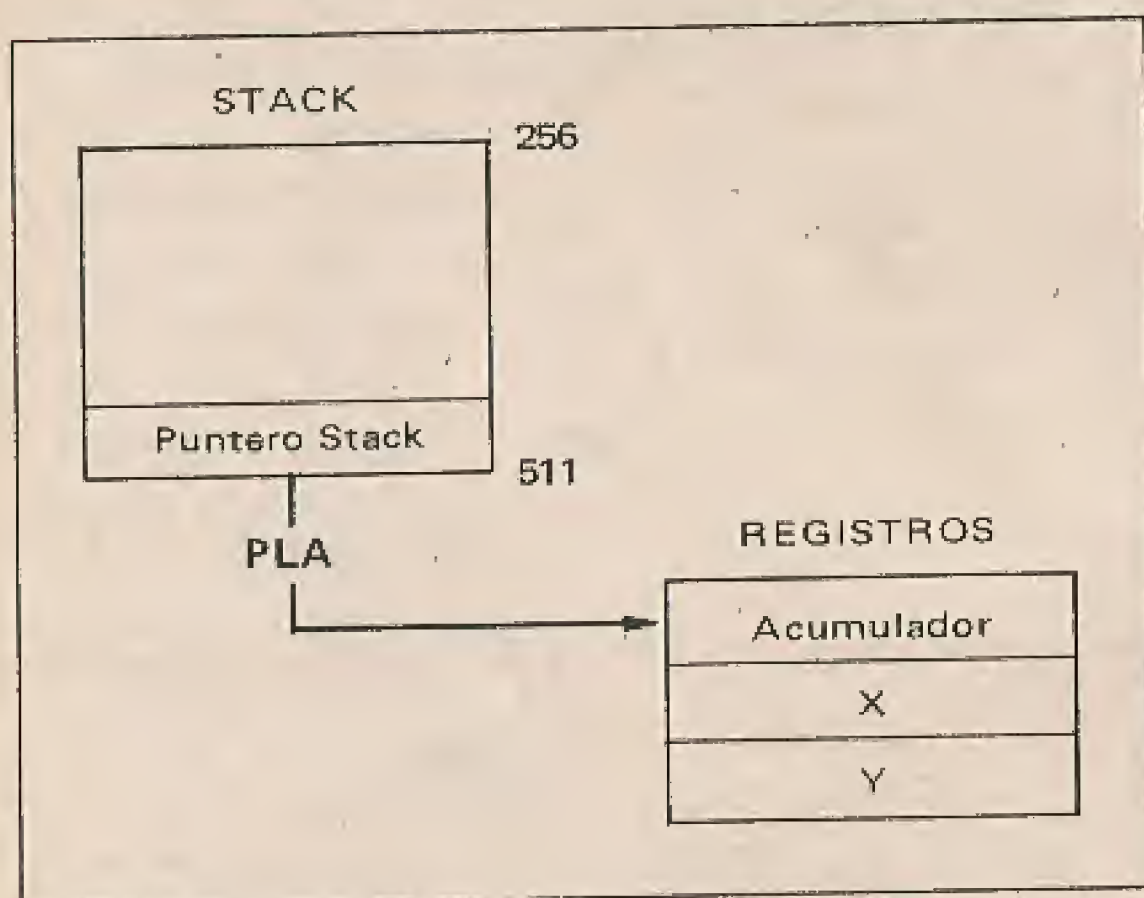 STACK
256
Puntero Stack
511
PLA
REGISTROS
Acumulador
X
Y